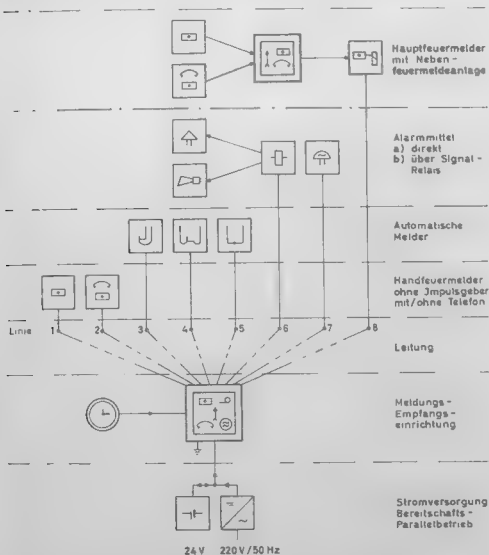 Hauptfeuermelder
mit Neben-
feuermeldeanlage
Alarmmittel
a) direkt
b) über Signal-
Relais
Automatische
Melder
Handfeuermelder
ohne Jmpulsgeber
mit/ohne Telefon
Linie 1 2 3 4 5 6 7 8
Leitung
Meldungs-
Empfangs-
einrichtung
Stromversorgung
Bereitschafts-
Parallelbetrieb
24 V 220 V/50 Hz